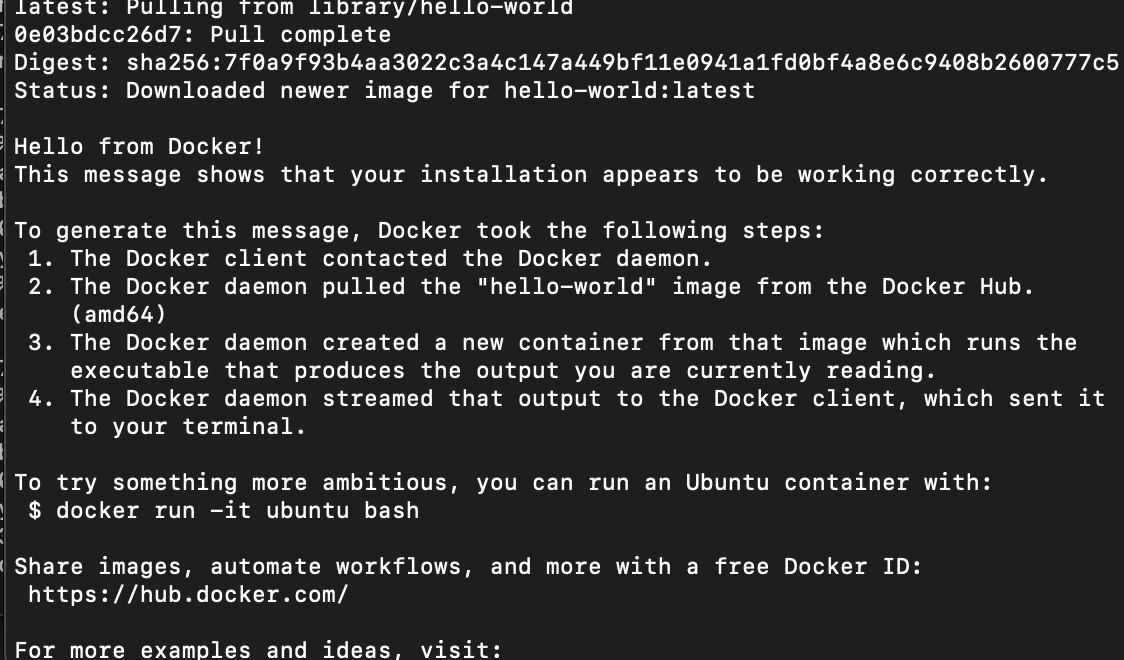 latest: Pulling from library/hello-world
0e03bdcc26d7: Pull complete
Digest: sha256:7f0a9f93b4aa3022c3a4c147a449bf11e0941a1fd0bf4a8e6c9408b2600777c5
Status: Downloaded newer image for hello-world:latest

Hello from Docker!
This message shows that your installation appears to be working correctly.

To generate this message, Docker took the following steps:
 1. The Docker client contacted the Docker daemon.
 2. The Docker daemon pulled the "hello-world" image from the Docker Hub.
    (amd64)
 3. The Docker daemon created a new container from that image which runs the
    executable that produces the output you are currently reading.
 4. The Docker daemon streamed that output to the Docker client, which sent it
    to your terminal.

To try something more ambitious, you can run an Ubuntu container with:
 $ docker run -it ubuntu bash

Share images, automate workflows, and more with a free Docker ID:
 https://hub.docker.com/

For more examples and ideas, visit: